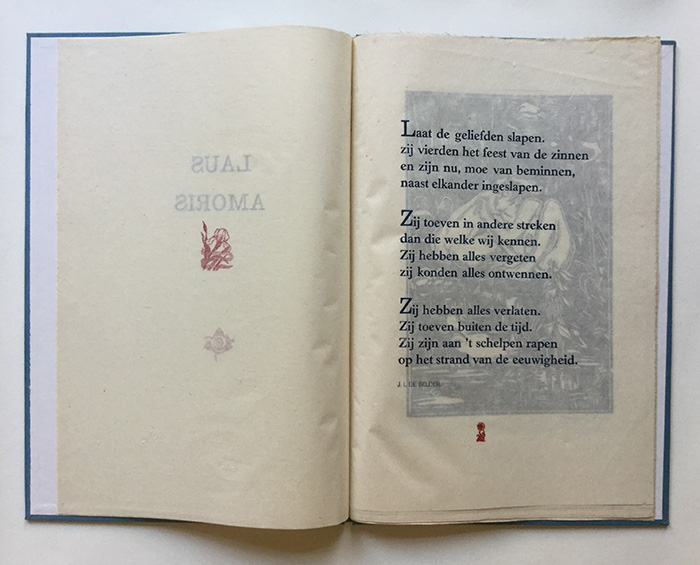 LAUS
AMORIS
Laat de geliefden slapen.
zij vierden het feest van de zinnen
en zijn nu, moe van beminnen,
naast elkander ingeslapen.
Zij toeven in andere streken
dan die welke wij kennen.
Zij hebben alles vergeten
zij konden alles ontwennen.
Zij hebben alles verlaten.
Zij toeven buiten de tijd.
Zij zijn aan 't schelpen rapen
op het strand van de eeuwigheid.
J. L. DE BELDER